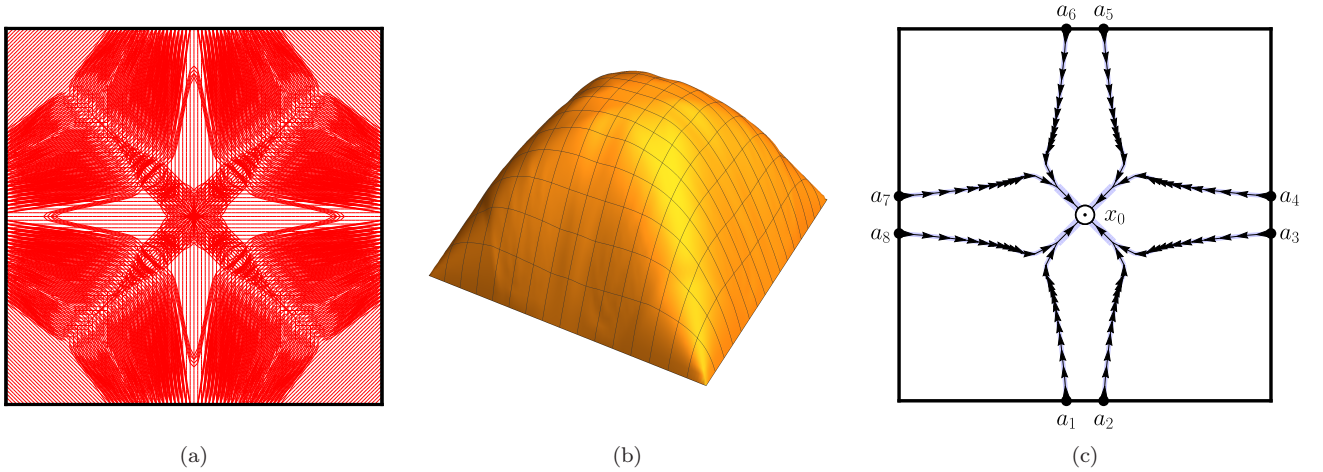 a₆ a₅
a₇ a₄
x₀
a₈ a₃
a₁ a₂
(a) (b) (c)